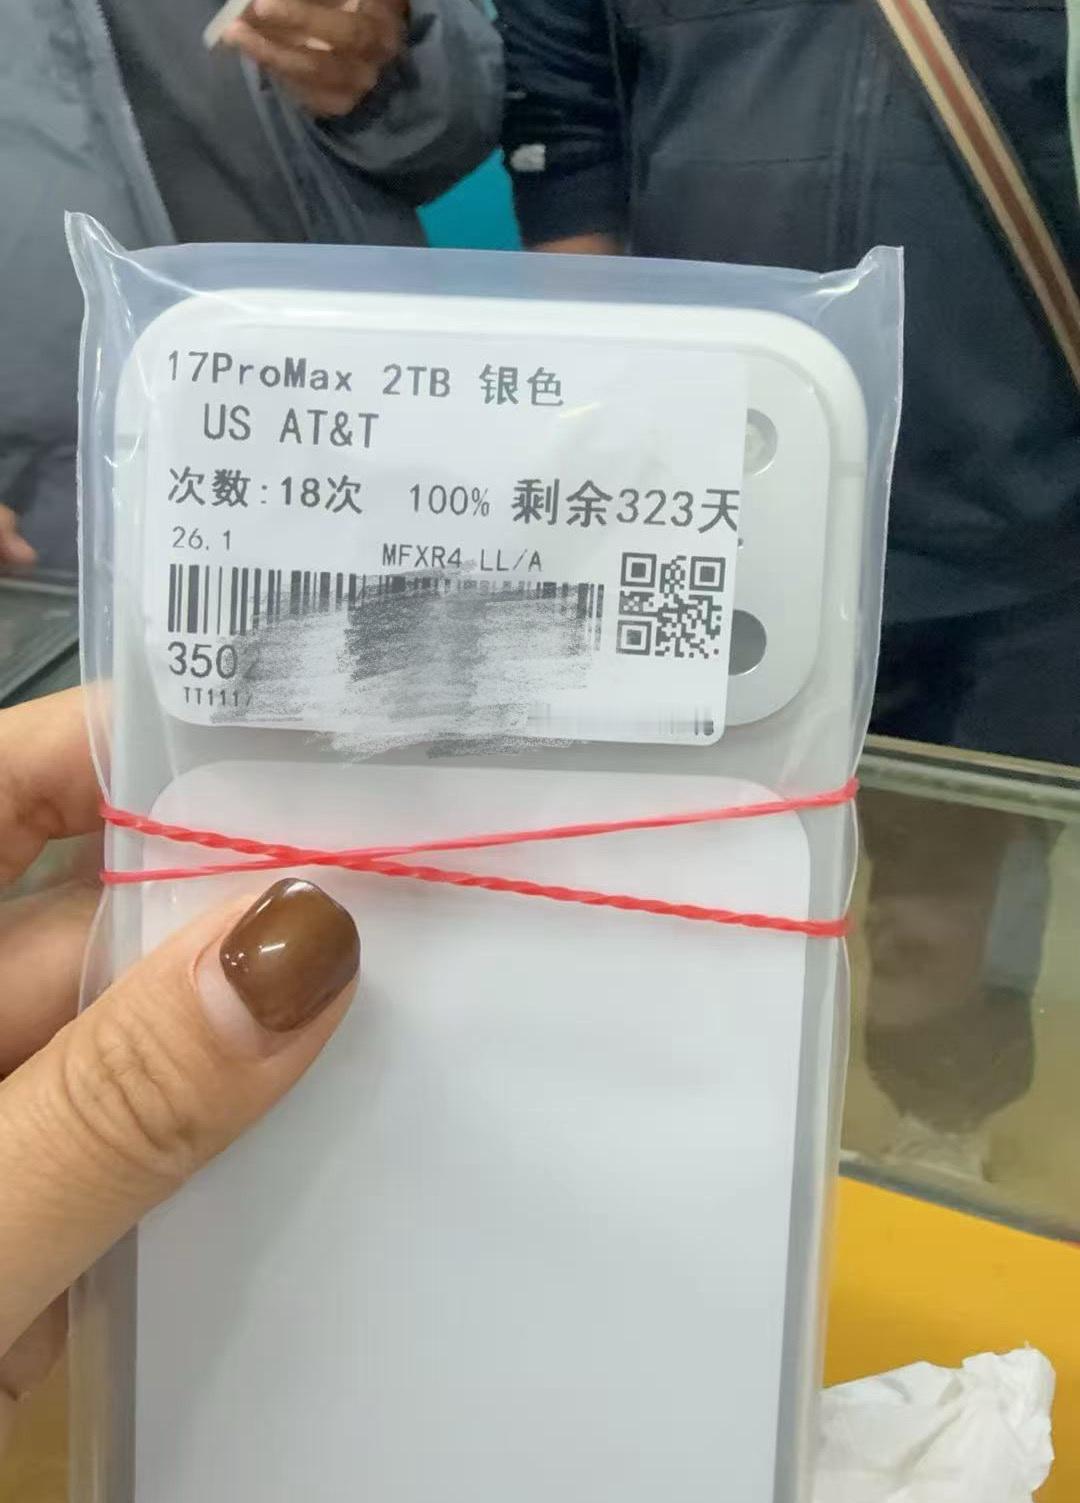 17ProMax 2TB 银色
US AT&T
次数:18次 100% 剩余323天
26.1
MFXR4 LL/A
350
TT111